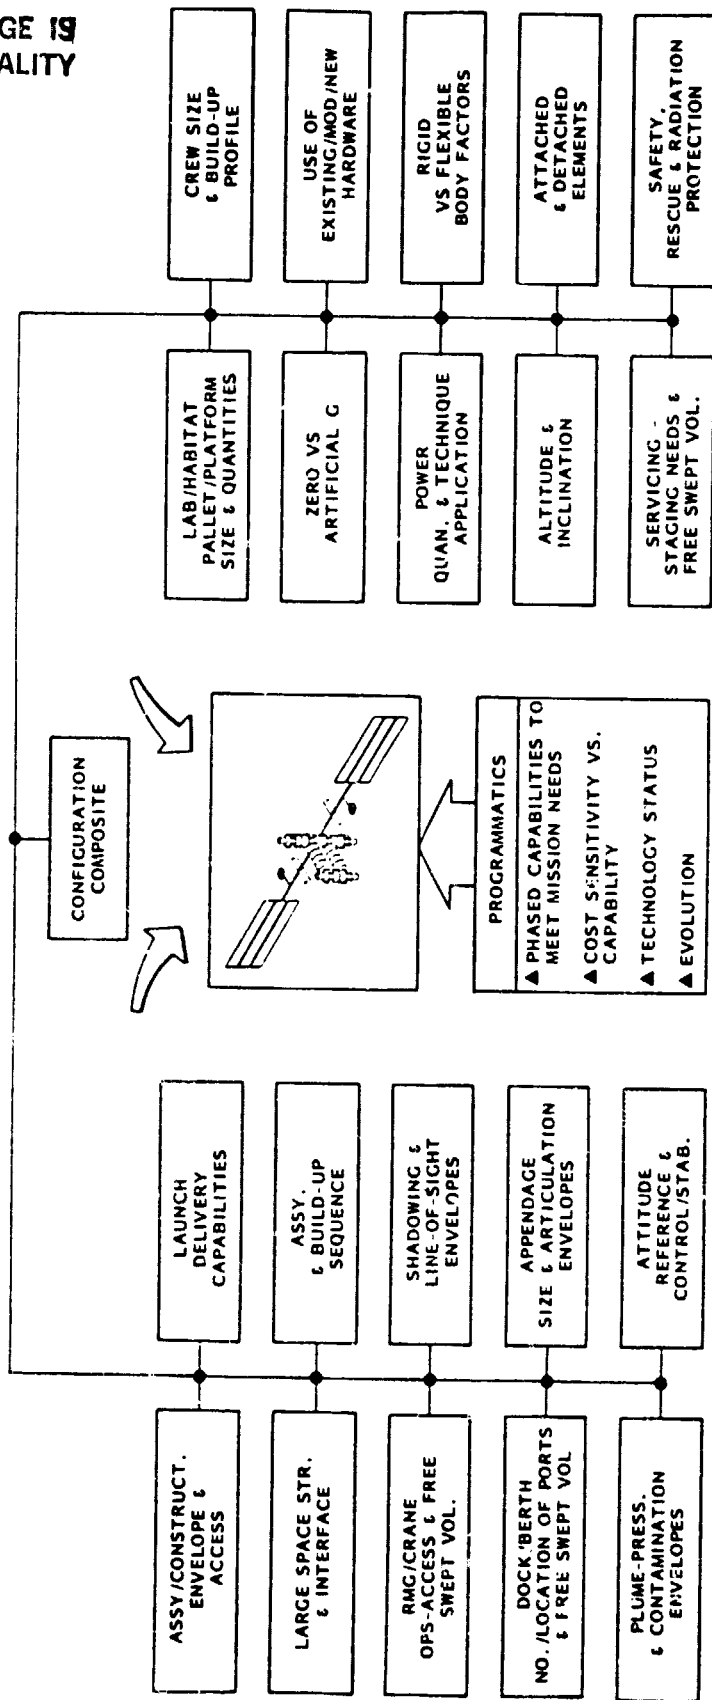 GE IS
ALITY
CONFIGURATION
COMPOSITE
ASSY/CONSTRUCT.
ENVELOPE &
ACCESS
LAUNCH
DELIVERY
CAPABILITIES
LARGE SPACE STR.
& INTERFACE
ASSY.
& BUILD-UP
SEQUENCE
RMG/CRANE
OPS-ACCESS & FREE
SWEPT VOL.
SHADOWING &
LINE-OF-SIGHT
ENVELOPES
DOCK/BERTH
NO./LOCATION OF PORTS
& FREE SWEPT VOL
APPENDAGE
SIZE & ARTICULATION
ENVELOPES
PLUME-PRESS.
& CONTAMINATION
ENVELOPES
ATTITUDE
REFERENCE &
CONTROL/STAB.
PROGRAMMATICS
▲ PHASED CAPABILITIES TO
MEET MISSION NEEDS
▲ COST SENSITIVITY VS.
CAPABILITY
▲ TECHNOLOGY STATUS
▲ EVOLUTION
LAB/HABITAT
PALLET/PLATFORM
SIZE & QUANTITIES
CREW SIZE
& BUILD-UP
PROFILE
ZERO VS
ARTIFICIAL G
USE OF
EXISTING/MOD/NEW
HARDWARE
POWER
QUAN. & TECHNIQUE
APPLICATION
RIGID
VS FLEXIBLE
BODY FACTORS
ALTITUDE &
INCLINATION
ATTACHED
& DETACHED
ELEMENTS
SERVICING -
STAGING NEEDS &
FREE SWEPT VOL.
SAFETY,
RESCUE & RADIATION
PROTECTION